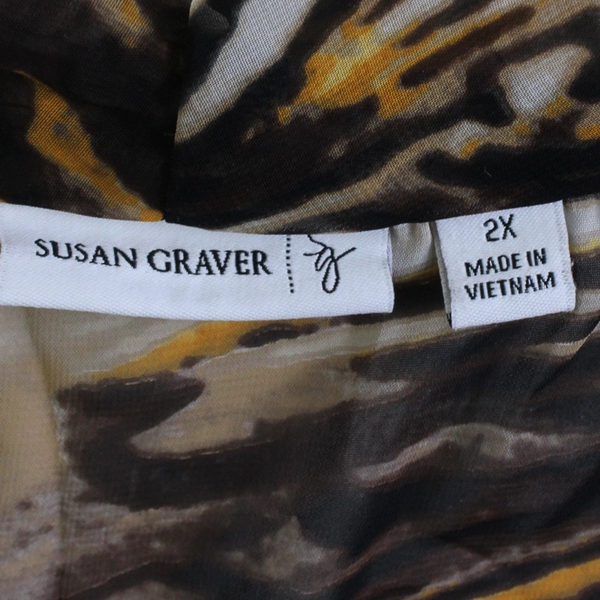 SUSAN GRAVER
2X
MADE IN
VIETNAM